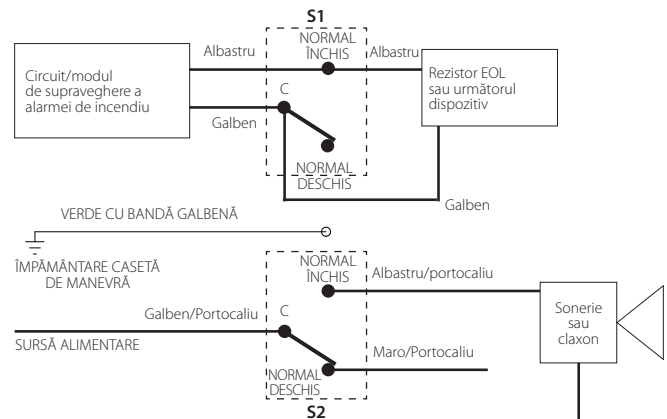 S1
NORMAL
ÎNCHIS
Albastru
Albastru
Circuit/modul
de supraveghere a
alarmei de incendiu
C
Rezistor EOL
sau următorul
dispozitiv
Galben
NORMAL
DESCHIS
Galben
VERDE CU BANDĂ GALBENĂ
ÎMPĂMÂNTARE CASETĂ
DE MANEVRĂ
NORMAL
ÎNCHIS
Albastru/portocaliu
Galben/Portocaliu
C
Sonerie
sau
claxon
SURSĂ ALIMENTARE
Maro/Portocaliu
NORMAL
DESCHIS
S2